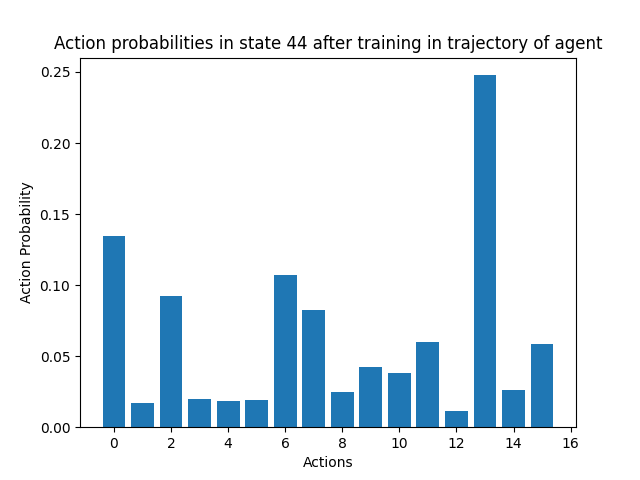 Action probabilities in state 44 after training in trajectory of agent
0.25
0.20
0.15
0.10
0.05
0.00
Action Probability
0 2 4 6 8 10 12 14 16
Actions